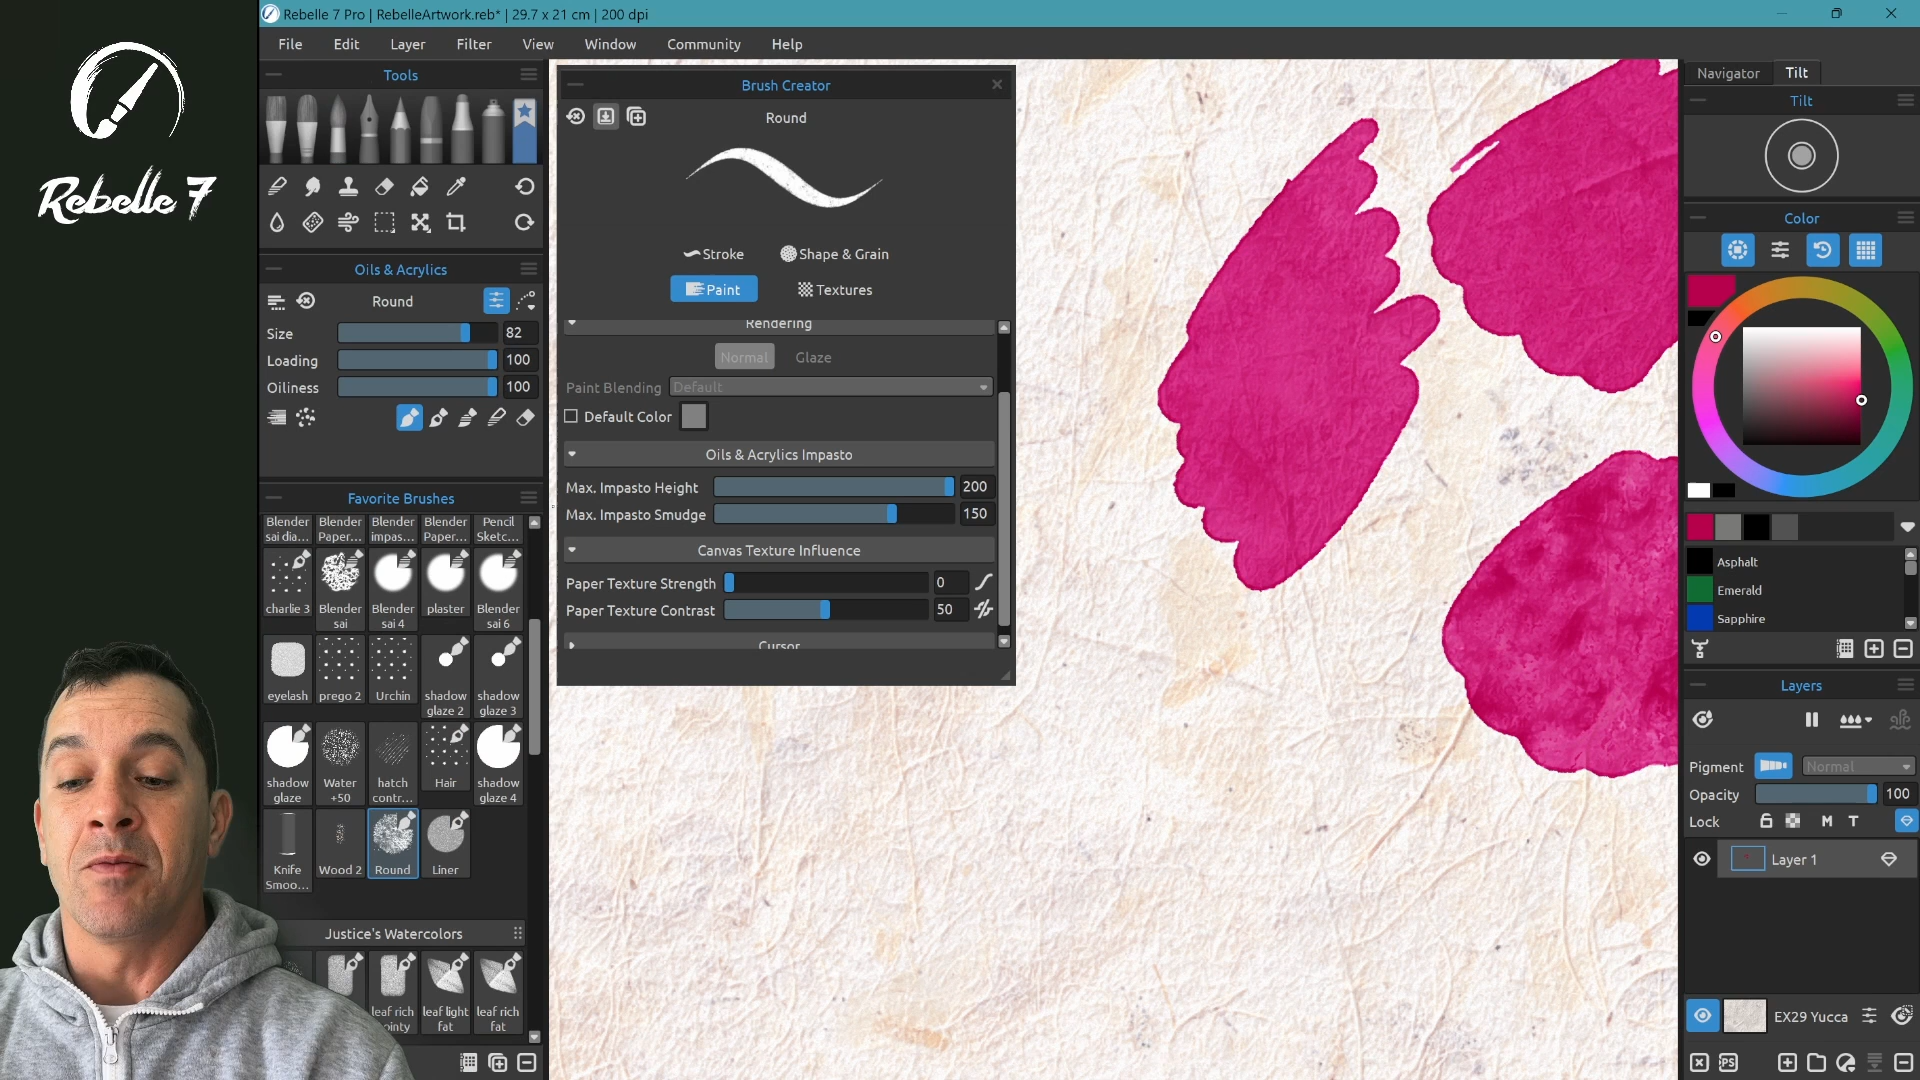 Rebelle 7 Pro | RebelleArtwork.reb* | 29.7 x 21 cm | 200 dpi
File Edit Layer Filter View Window Community Help
Rebelle 7
Tools
Oils & Acrylics
Round
Size 82
Loading 100
Oiliness 100
Favorite Brushes
Blender sai dia...
Blender Paper...
Blender impas...
Blender Paper...
Pencil Sketc...
charlie 3
Blender sai
Blender sai 4
plaster
Blender sai 6
eyelash
prego 2
Urchin
shadow glaze 2
shadow glaze 3
shadow glaze
Water +50
hatch contr...
Hair
shadow glaze 4
Knife Smoo...
Wood 2
Round
Liner
Justice's Watercolors
leaf rich
leaf light fat
leaf rich fat
Brush Creator
Round
Stroke
Shape & Grain
Paint
Textures
Rendering
Normal Glaze
Paint Blending Default
Default Color
Oils & Acrylics Impasto
Max. Impasto Height 200
Max. Impasto Smudge 150
Canvas Texture Influence
Paper Texture Strength 0
Paper Texture Contrast 50
Cursor
Navigator Tilt
Tilt
Color
Asphalt
Emerald
Sapphire
Layers
Pigment Normal
Opacity 100
Lock M T
Layer 1
EX29 Yucca
PS